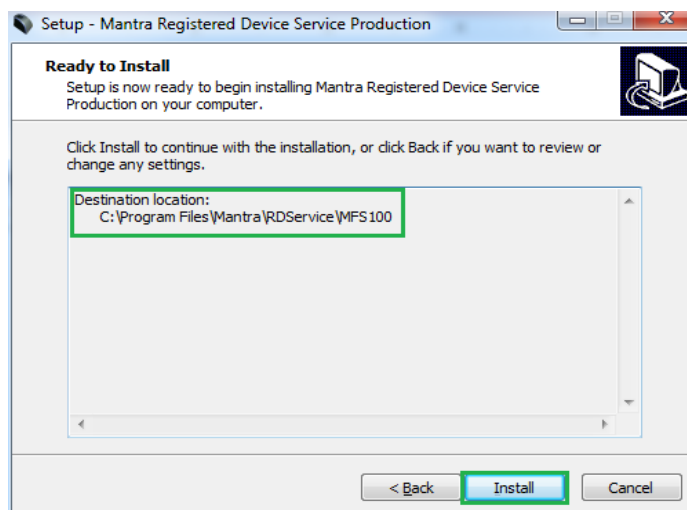 Setup - Mantra Registered Device Service Production
Ready to Install
Setup is now ready to begin installing Mantra Registered Device Service
Production on your computer.
Click Install to continue with the installation, or click Back if you want to review or
change any settings.
Destination location:
C:\Program Files\Mantra\RDService\MFS100
< Back
Install
Cancel